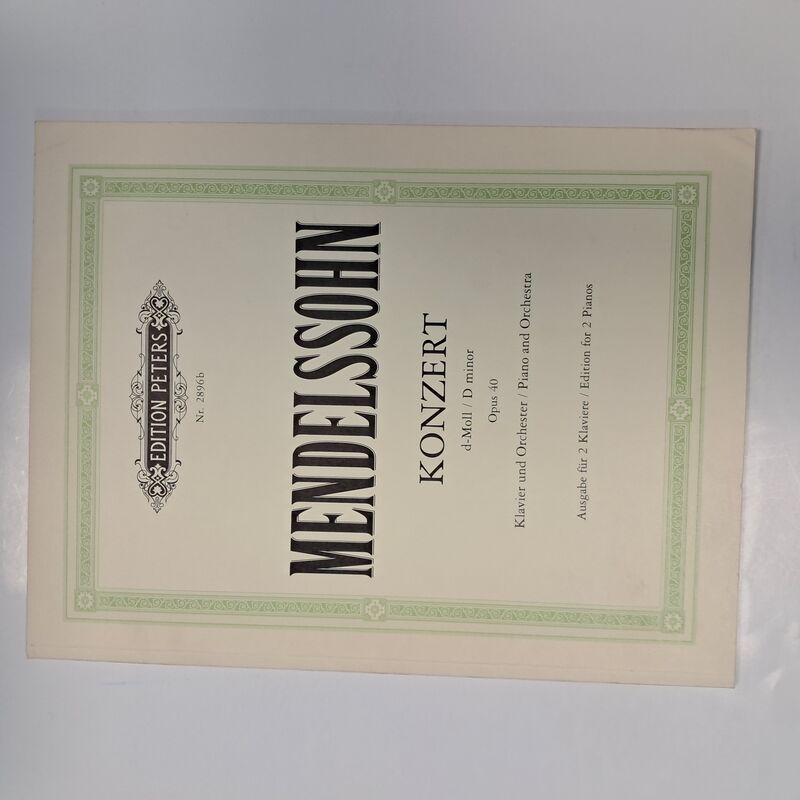 EDITION PETERS
Nr. 2896b
MENDELSSOHN
KONZERT
d-Moll / D minor
Opus 40
Klavier und Orchester / Piano and Orchestra
Ausgabe für 2 Klaviere / Edition for 2 Pianos